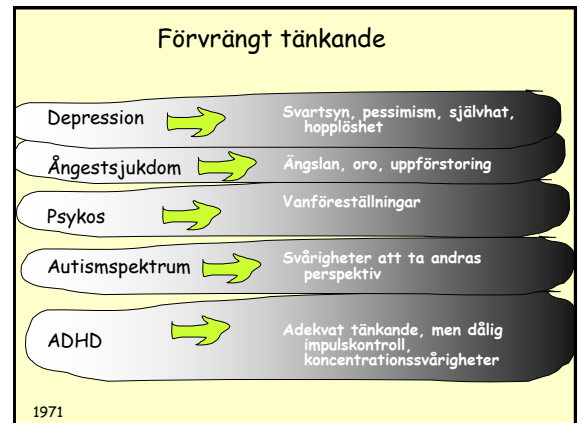 Förvrängt tänkande
Depression
Svartsyn, pessimism, självhat,
hopplöshet
Ångestsjukdom
Ängslan, oro, uppförstoring
Psykos
Vanföreställningar
Autismspektrum
Svårigheter att ta andras
perspektiv
ADHD
Adekvat tänkande, men dålig
impulskontroll,
koncentrationssvårigheter
1971